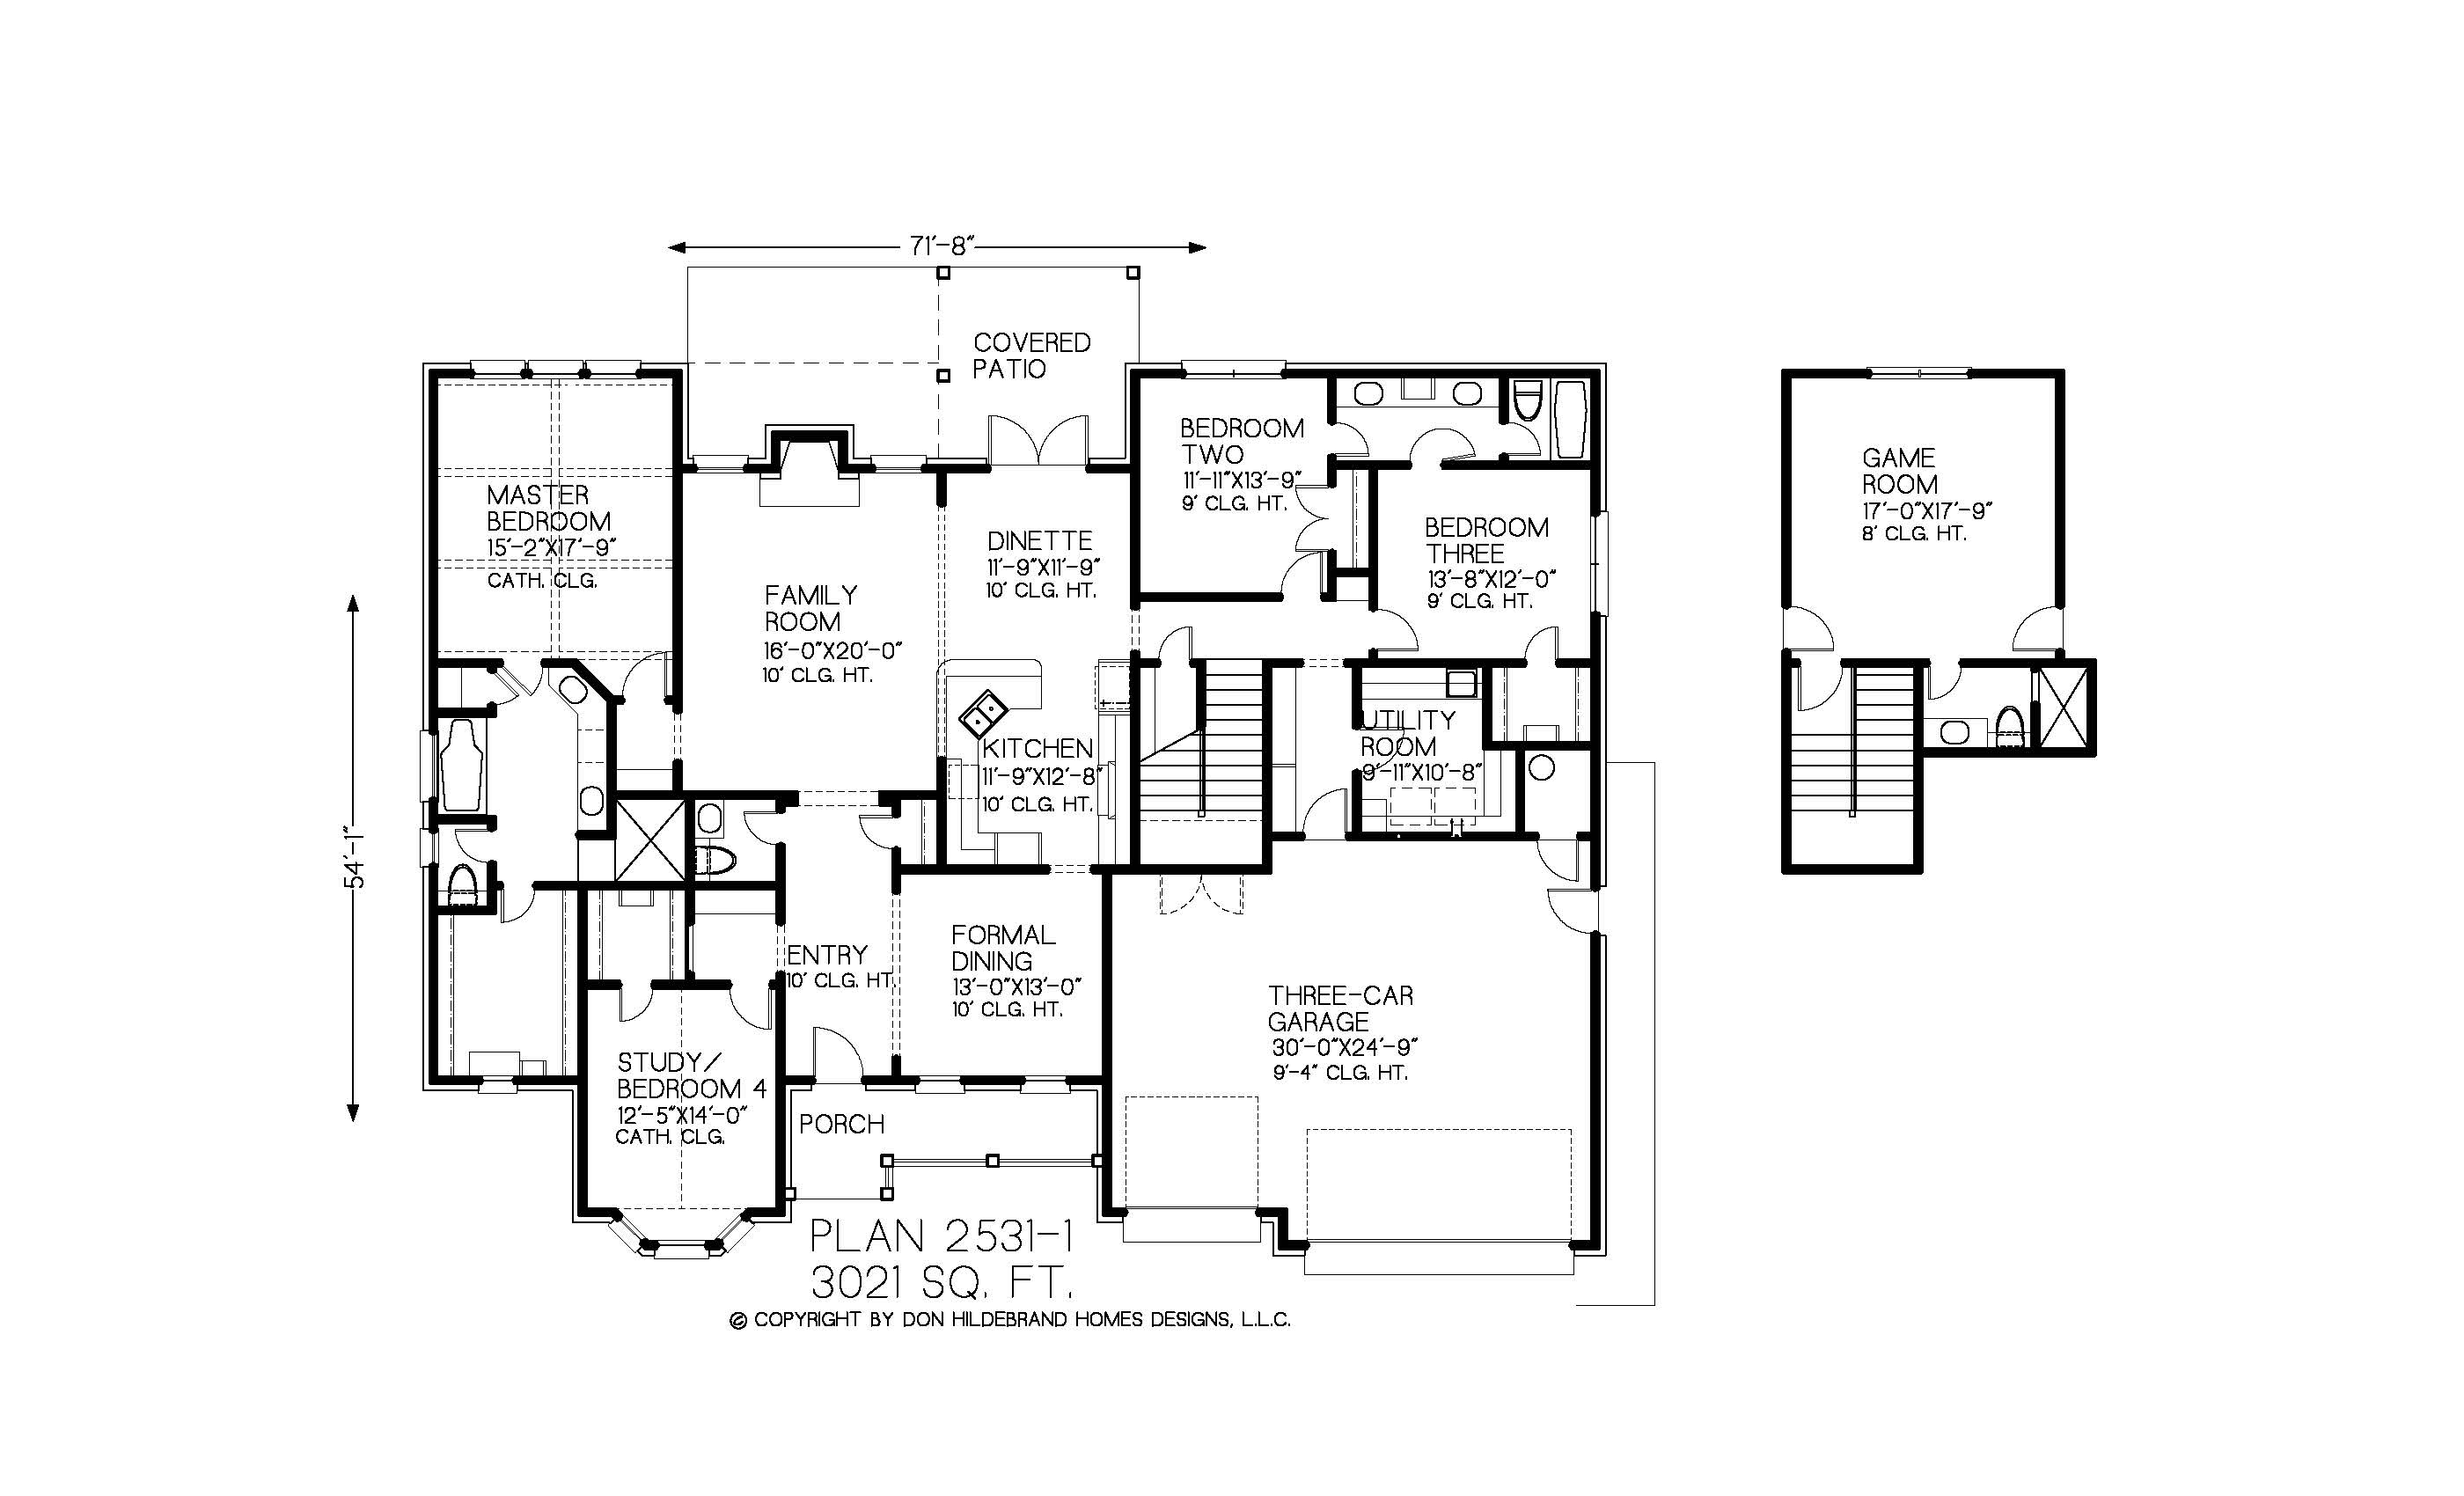 71'-8"
COVERED
PATIO
MASTER
BEDROOM
15'-2"X17'-9"
CATH. CLG.
FAMILY
ROOM
16'-0"X20'-0"
10' CLG. HT.
DINETTE
11'-9"X11'-9"
10' CLG. HT.
BEDROOM
TWO
11'-11"X13'-9"
9' CLG. HT.
BEDROOM
THREE
13'-8"X12'-0"
9' CLG. HT.
GAME
ROOM
17'-0"X17'-9"
8' CLG. HT.
KITCHEN
11'-9"X12'-8"
10' CLG. HT.
UTILITY
ROOM
9'-11"X10'-8"
54'-1"
ENTRY
10' CLG. HT.
FORMAL
DINING
13'-0"X13'-0"
10' CLG. HT.
THREE-CAR
GARAGE
30'-0"X24'-9"
9'-4" CLG. HT.
STUDY/
BEDROOM 4
12'-5"X14'-0"
CATH. CLG.
PORCH
PLAN 2531-1
3021 SQ. FT.
© COPYRIGHT BY DON HILDEBRAND HOMES DESIGNS, L.L.C.